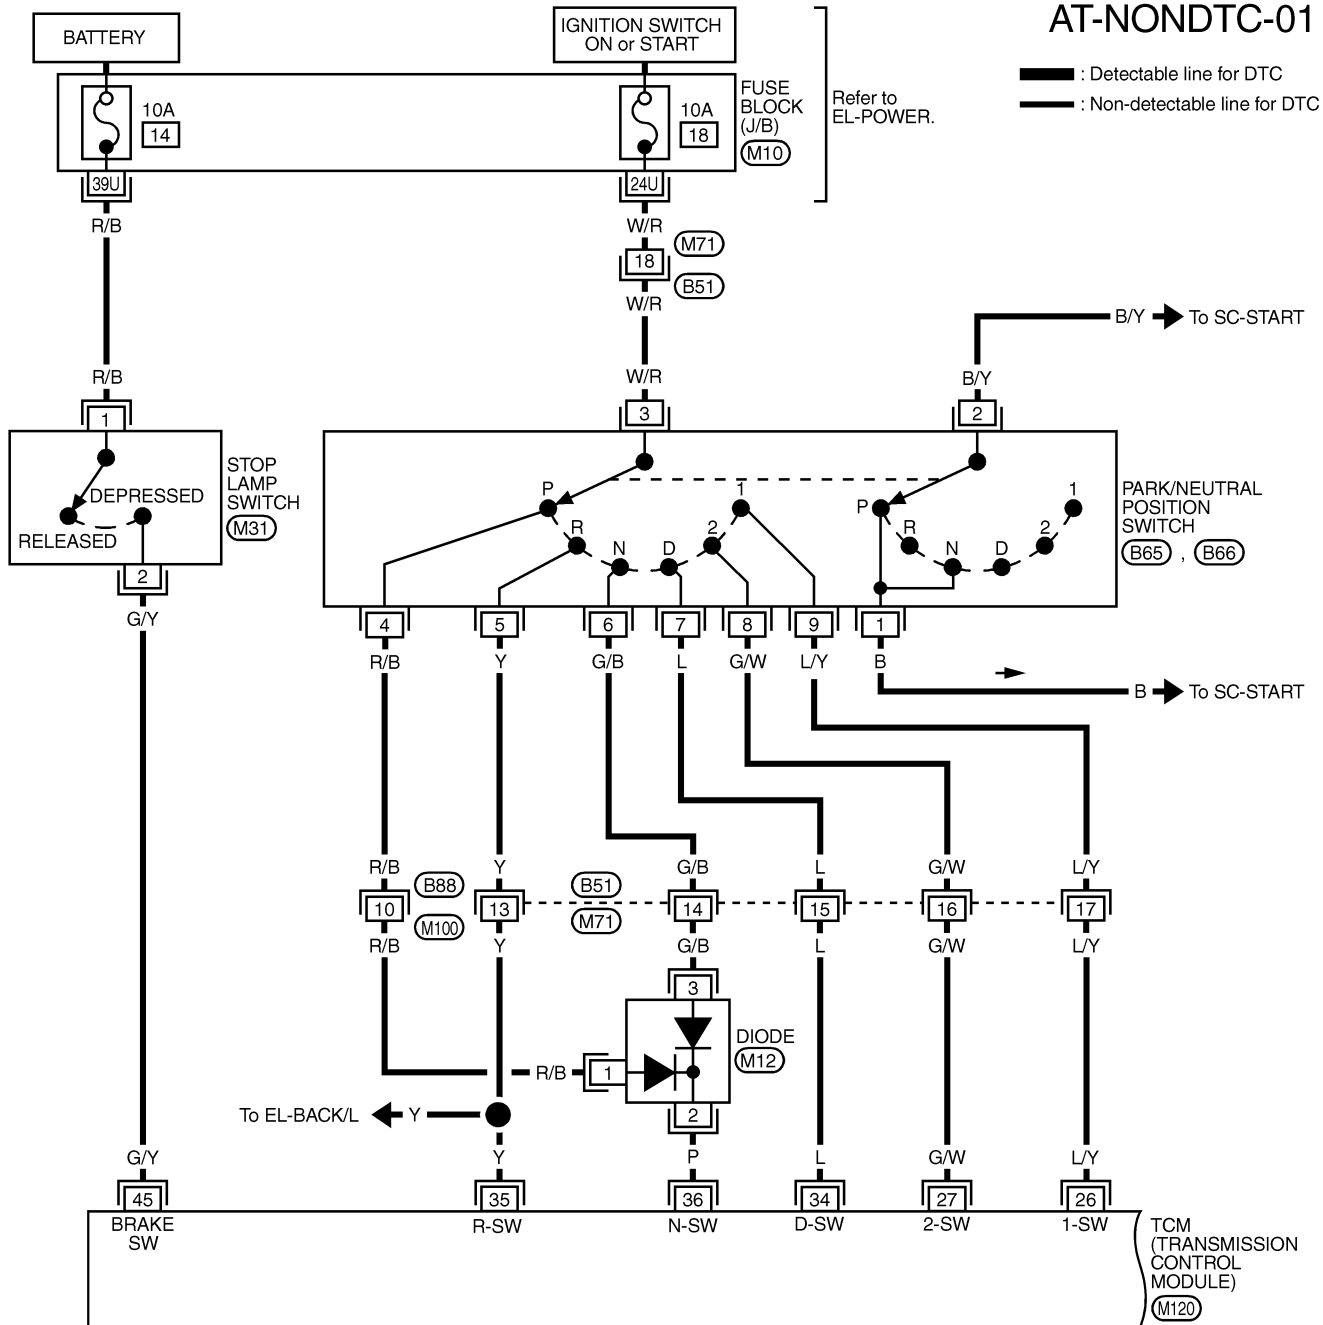 AT-NONDTC-01
BATTERY
IGNITION SWITCH
ON or START
: Detectable line for DTC
: Non-detectable line for DTC
10A
14
10A
18
FUSE
BLOCK
(J/B)
M10
Refer to
EL-POWER.
39U
24U
R/B
W/R
M71
18
B51
W/R
B/Y
To SC-START
R/B
W/R
B/Y
1
3
2
STOP
LAMP
SWITCH
M31
DEPRESSED
RELEASED
P
R
N
D
2
1
P
R
N
D
2
1
PARK/NEUTRAL
POSITION
SWITCH
B65 , B66
2
G/Y
4
5
6
7
8
9
1
R/B
Y
G/B
L
G/W
L/Y
B
B
To SC-START
R/B
Y
G/B
L
G/W
L/Y
B88
B51
10
13
14
15
16
17
M100
M71
R/B
Y
G/B
L
G/W
L/Y
3
DIODE
M12
R/B
1
2
To EL-BACK/L
Y
G/Y
Y
P
L
G/W
L/Y
45
35
36
34
27
26
BRAKE
SW
R-SW
N-SW
D-SW
2-SW
1-SW
TCM
(TRANSMISSION
CONTROL
MODULE)
M120